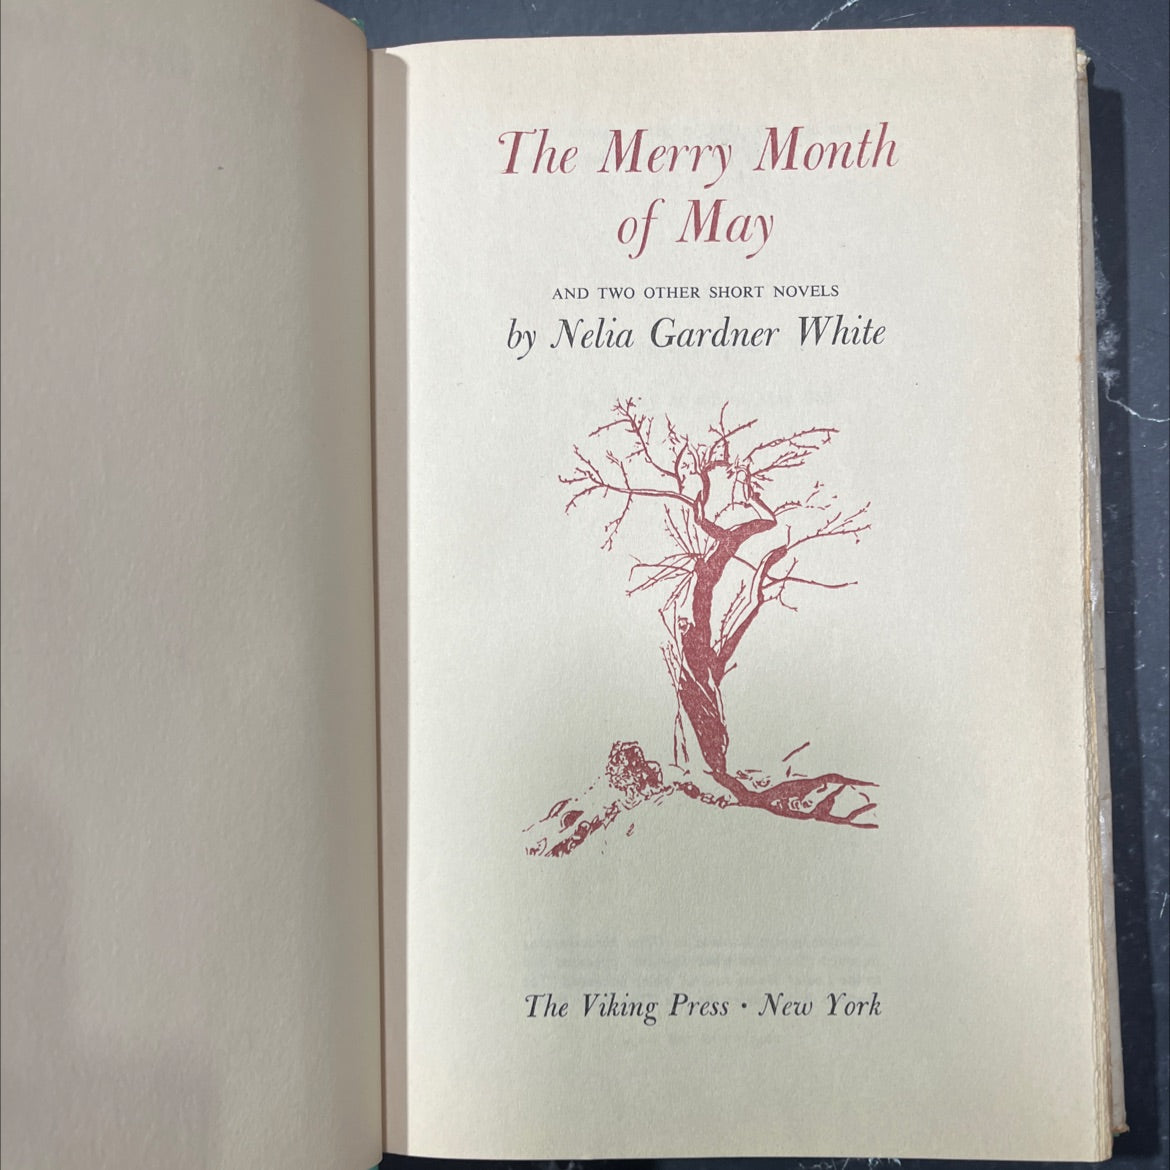 The Merry Month
of May
AND TWO OTHER SHORT NOVELS
by Nelia Gardner White
The Viking Press · New York